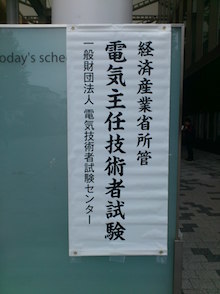 経済産業省所管
電気主任技術者試験
一般財団法人 電気技術者試験センター
oday's sche